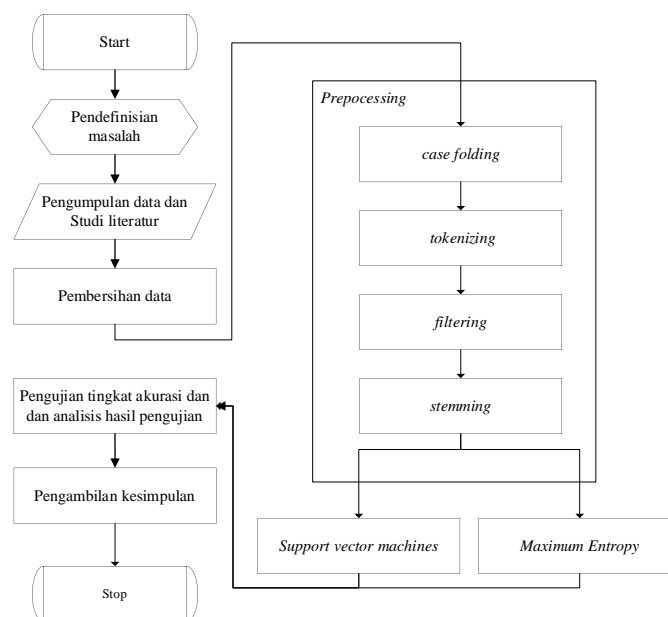 Start
Pendefinisian
masalah
Pengumpulan data dan
Studi literatur
Pembersihan data
Prepocessing
case folding
tokenizing
filtering
stemming
Support vector machines
Maximum Entropy
Pengujian tingkat akurasi dan
dan analisis hasil pengujian
Pengambilan kesimpulan
Stop